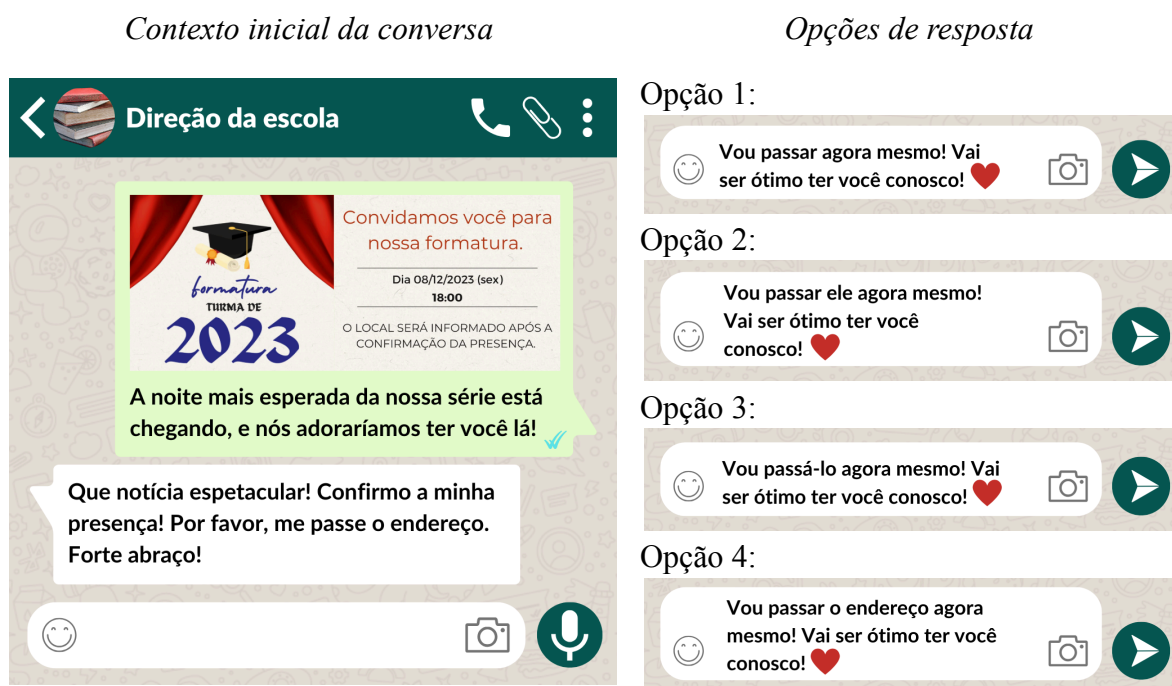 Contexto inicial da conversa
Direção da escola
formatura
TURMA DE
2023
Convidamos você para
nossa formatura.
Dia 08/12/2023 (sex)
18:00
O LOCAL SERÁ INFORMADO APÓS A
CONFIRMAÇÃO DA PRESENÇA.
A noite mais esperada da nossa série está
chegando, e nós adoraríamos ter você lá!
Que notícia espetacular! Confirmo a minha
presença! Por favor, me passe o endereço.
Forte abraço!
Opções de resposta
Opção 1:
Vou passar agora mesmo! Vai
ser ótimo ter você conosco! ❤
Opção 2:
Vou passar ele agora mesmo!
Vai ser ótimo ter você
conosco! ❤
Opção 3:
Vou passá-lo agora mesmo! Vai
ser ótimo ter você conosco! ❤
Opção 4:
Vou passar o endereço agora
mesmo! Vai ser ótimo ter você
conosco! ❤